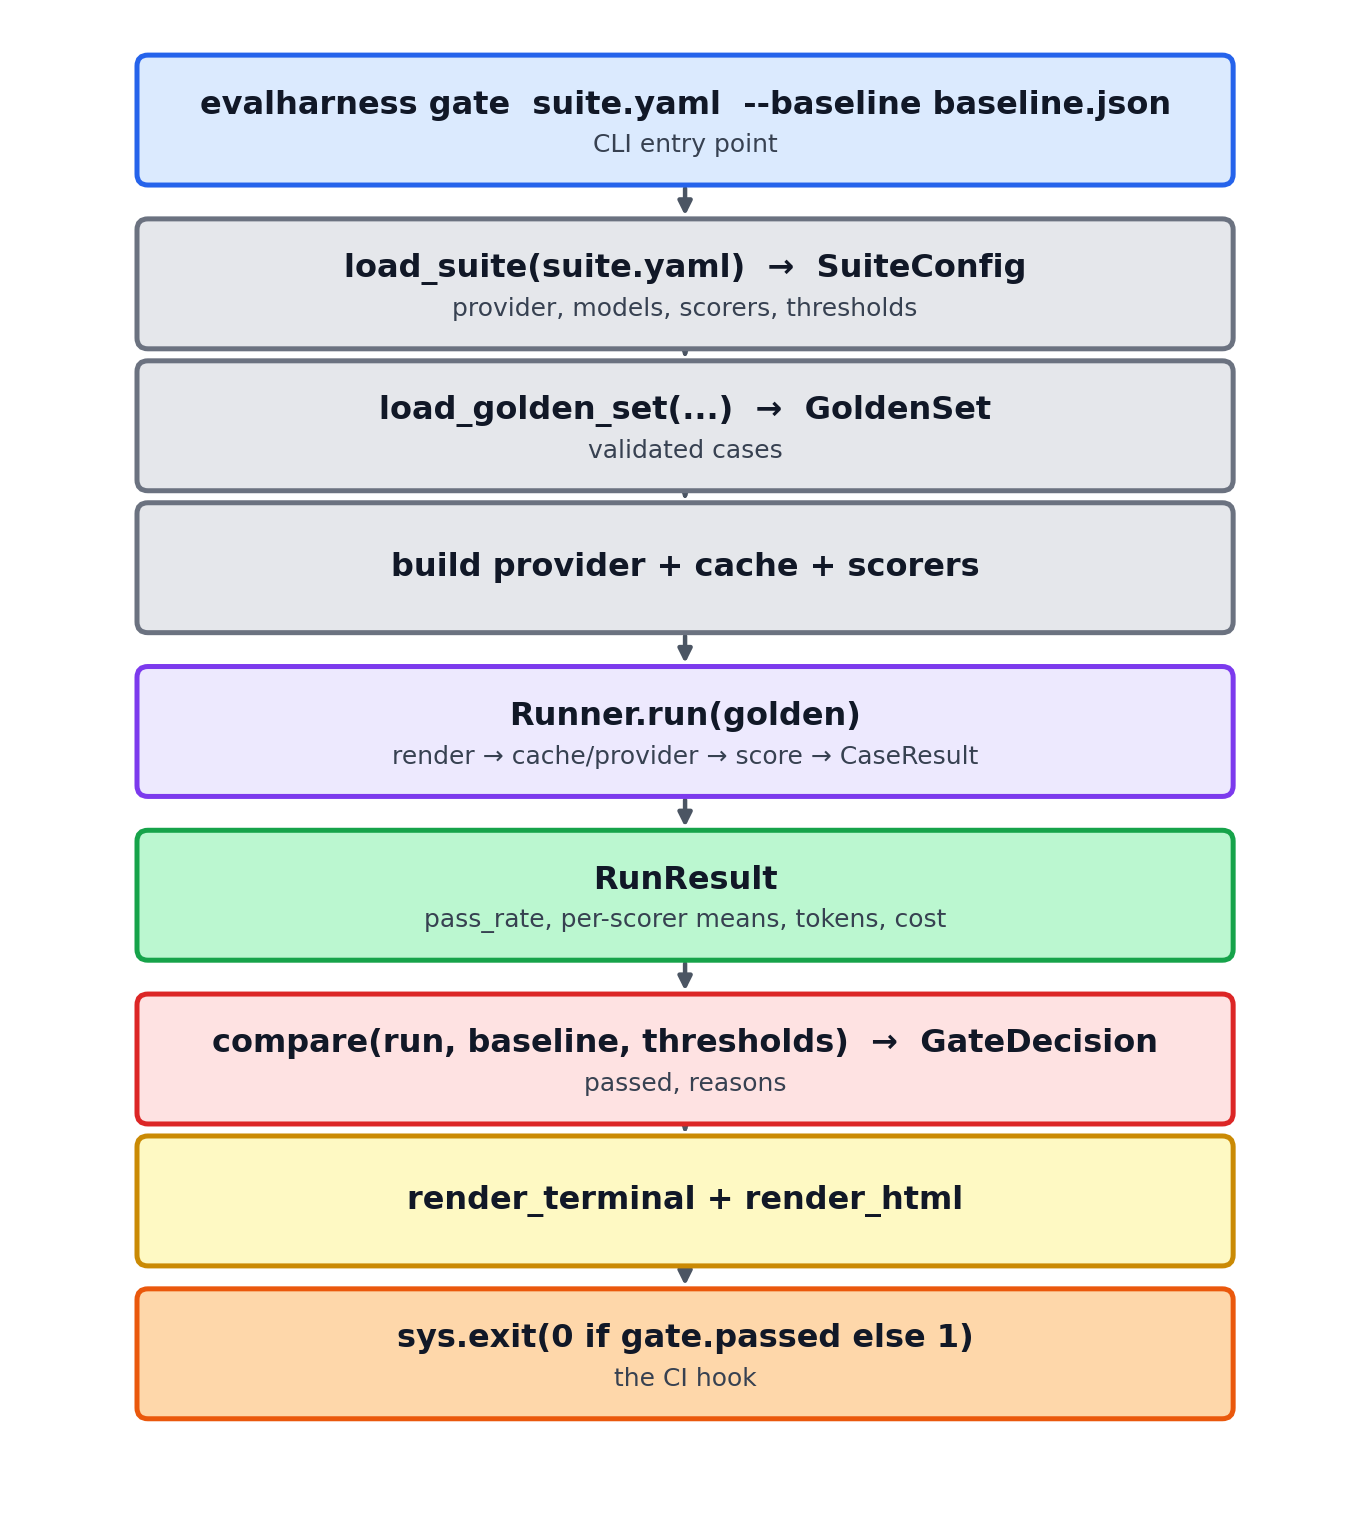 evalharness gate  suite.yaml  --baseline baseline.json
CLI entry point
load_suite(suite.yaml)  →  SuiteConfig
provider, models, scorers, thresholds
load_golden_set(...)  →  GoldenSet
validated cases
build provider + cache + scorers
Runner.run(golden)
render → cache/provider → score → CaseResult
RunResult
pass_rate, per-scorer means, tokens, cost
compare(run, baseline, thresholds)  →  GateDecision
passed, reasons
render_terminal + render_html
sys.exit(0 if gate.passed else 1)
the CI hook